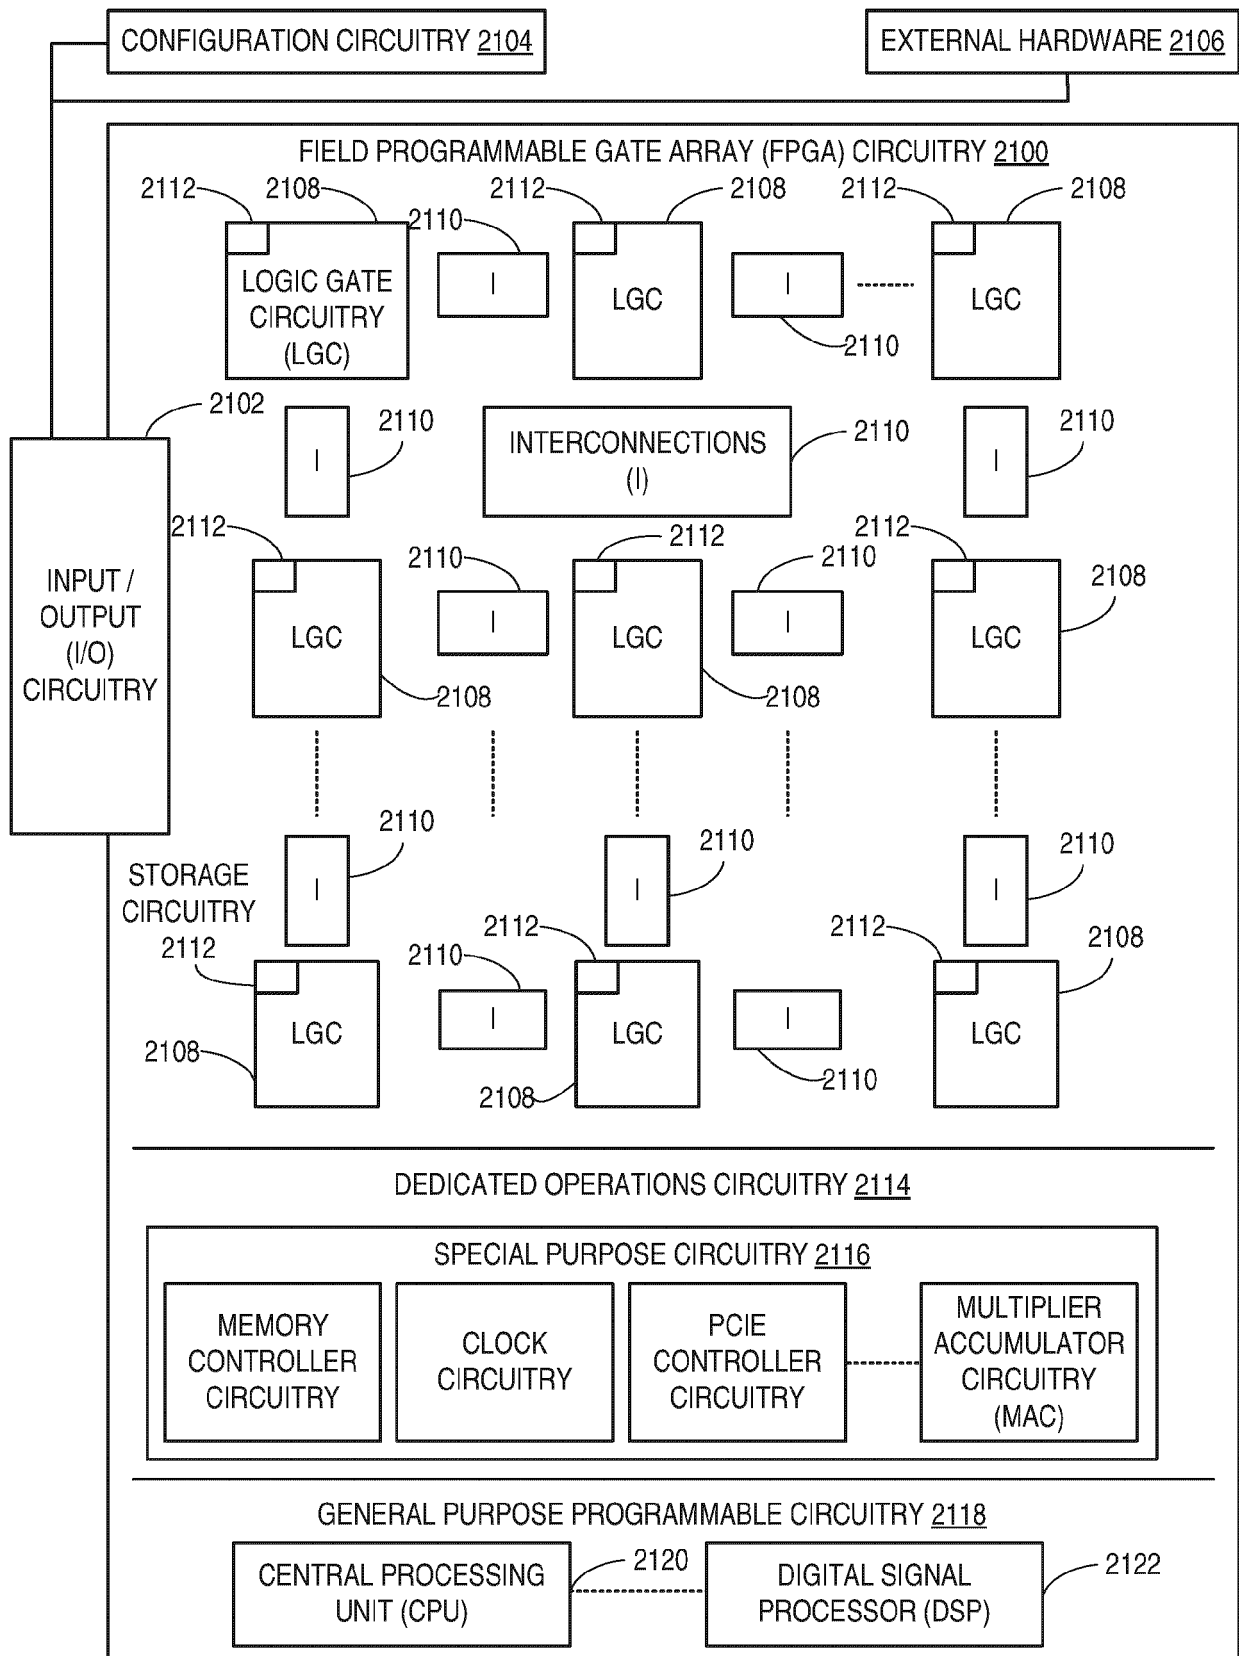 CONFIGURATION CIRCUITRY 2104
EXTERNAL HARDWARE 2106
FIELD PROGRAMMABLE GATE ARRAY (FPGA) CIRCUITRY 2100
2112
2108
2110
2112
2108
2112
2108
LOGIC GATE
CIRCUITRY
(LGC)
I
LGC
I
LGC
2110
2102
2110
2110
2110
I
INTERCONNECTIONS
(I)
I
2112
2110
2112
2110
2112
2108
INPUT /
OUTPUT
(I/O)
CIRCUITRY
LGC
I
LGC
I
LGC
2108
2108
2110
2110
2110
STORAGE
CIRCUITRY
I
I
I
2112
2110
2112
2112
2108
LGC
I
LGC
I
LGC
2108
2108
2110
DEDICATED OPERATIONS CIRCUITRY 2114
SPECIAL PURPOSE CIRCUITRY 2116
MEMORY
CONTROLLER
CIRCUITRY
CLOCK
CIRCUITRY
PCIE
CONTROLLER
CIRCUITRY
MULTIPLIER
ACCUMULATOR
CIRCUITRY
(MAC)
GENERAL PURPOSE PROGRAMMABLE CIRCUITRY 2118
CENTRAL PROCESSING
UNIT (CPU)
2120
DIGITAL SIGNAL
PROCESSOR (DSP)
2122